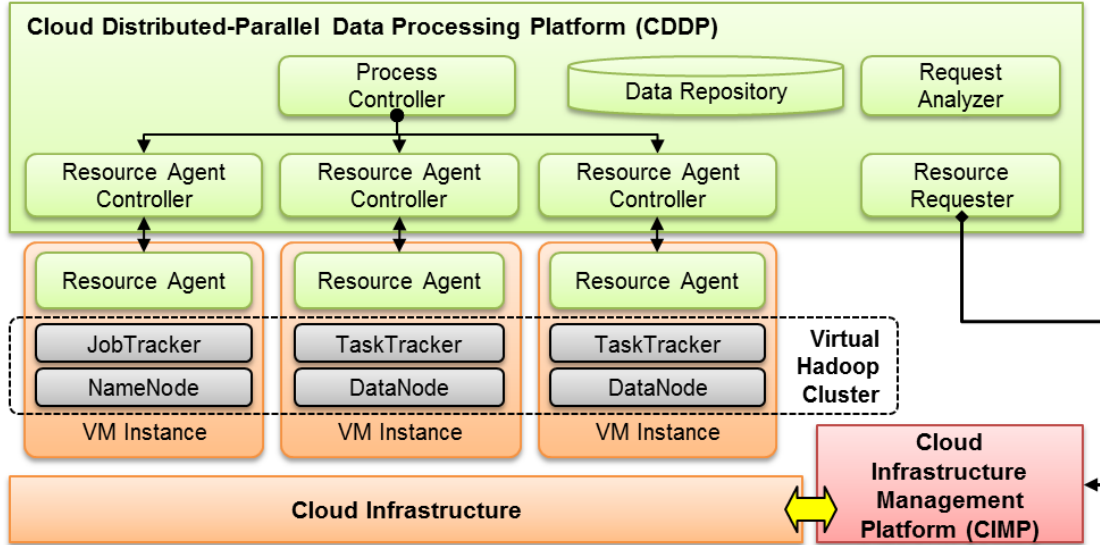 Cloud Distributed-Parallel Data Processing Platform (CDDP)
Process
Controller
Data Repository
Request
Analyzer
Resource Agent
Controller
Resource Agent
Controller
Resource Agent
Controller
Resource
Requester
Resource Agent
Resource Agent
Resource Agent
JobTracker
TaskTracker
TaskTracker
NameNode
DataNode
DataNode
Virtual
Hadoop
Cluster
VM Instance
VM Instance
VM Instance
Cloud Infrastructure
Cloud
Infrastructure
Management
Platform (CIMP)